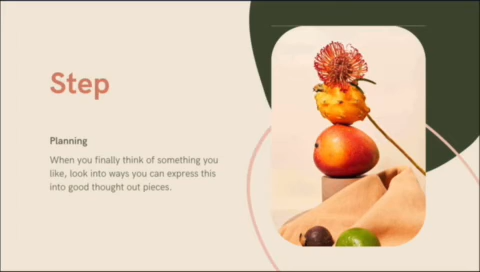 Step
Planning
When you finally think of something you
like, look into ways you can express this
into good thought out pieces.